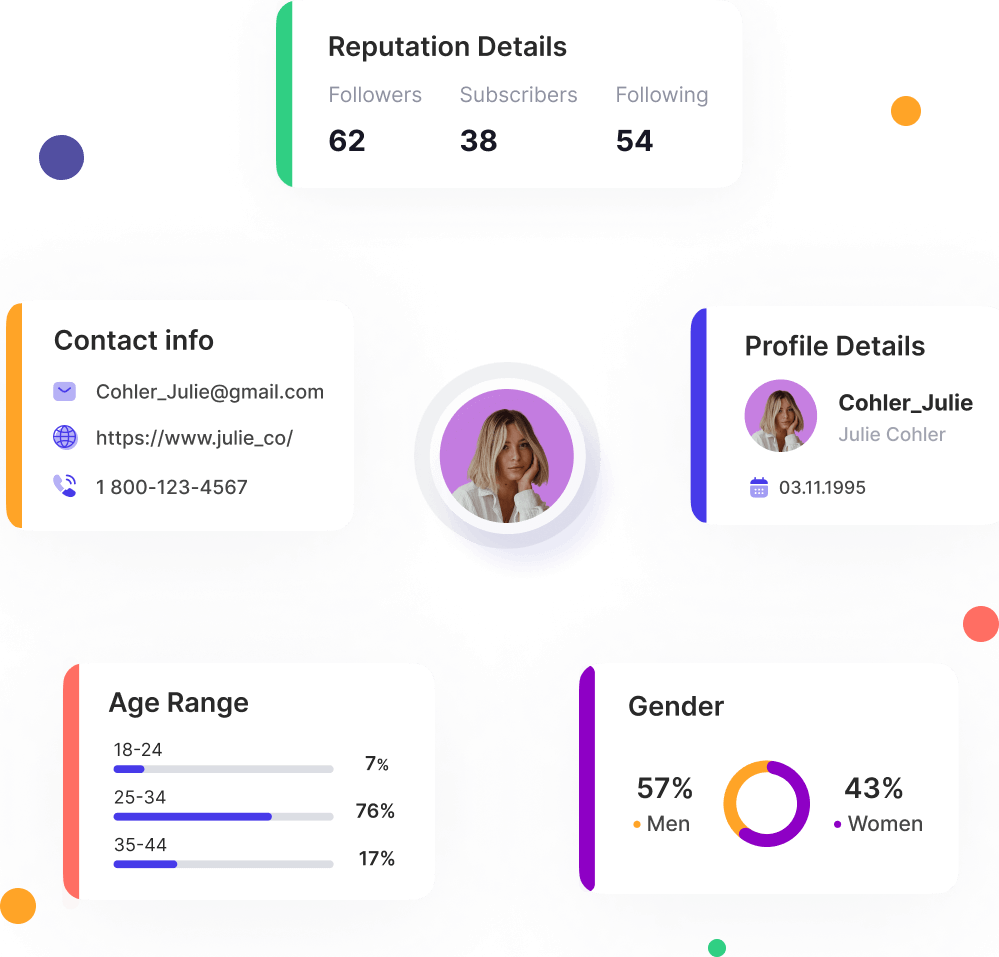 Reputation Details
Followers Subscribers Following
62 38 54
Contact info
Cohler_Julie@gmail.com
https://www.julie_co/
1 800-123-4567
Profile Details
Cohler_Julie
Julie Cohler
03.11.1995
Age Range
18-24
7%
25-34
76%
35-44
17%
Gender
57% 43%
Men Women